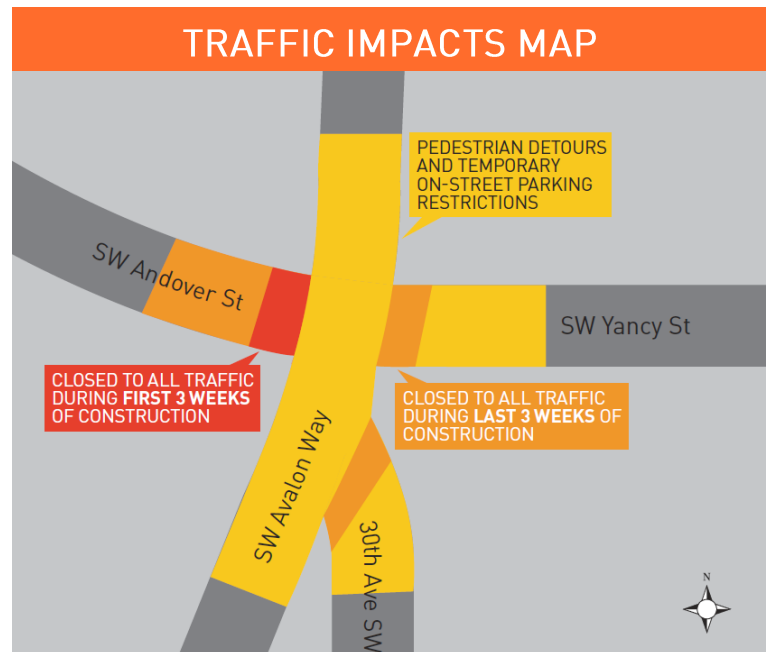 TRAFFIC IMPACTS MAP
PEDESTRIAN DETOURS
AND TEMPORARY
ON-STREET PARKING
RESTRICTIONS
SW Andover St
SW Yancy St
CLOSED TO ALL TRAFFIC
DURING FIRST 3 WEEKS
OF CONSTRUCTION
CLOSED TO ALL TRAFFIC
DURING LAST 3 WEEKS OF
CONSTRUCTION
SW Avalon Way
30th Ave SW
N